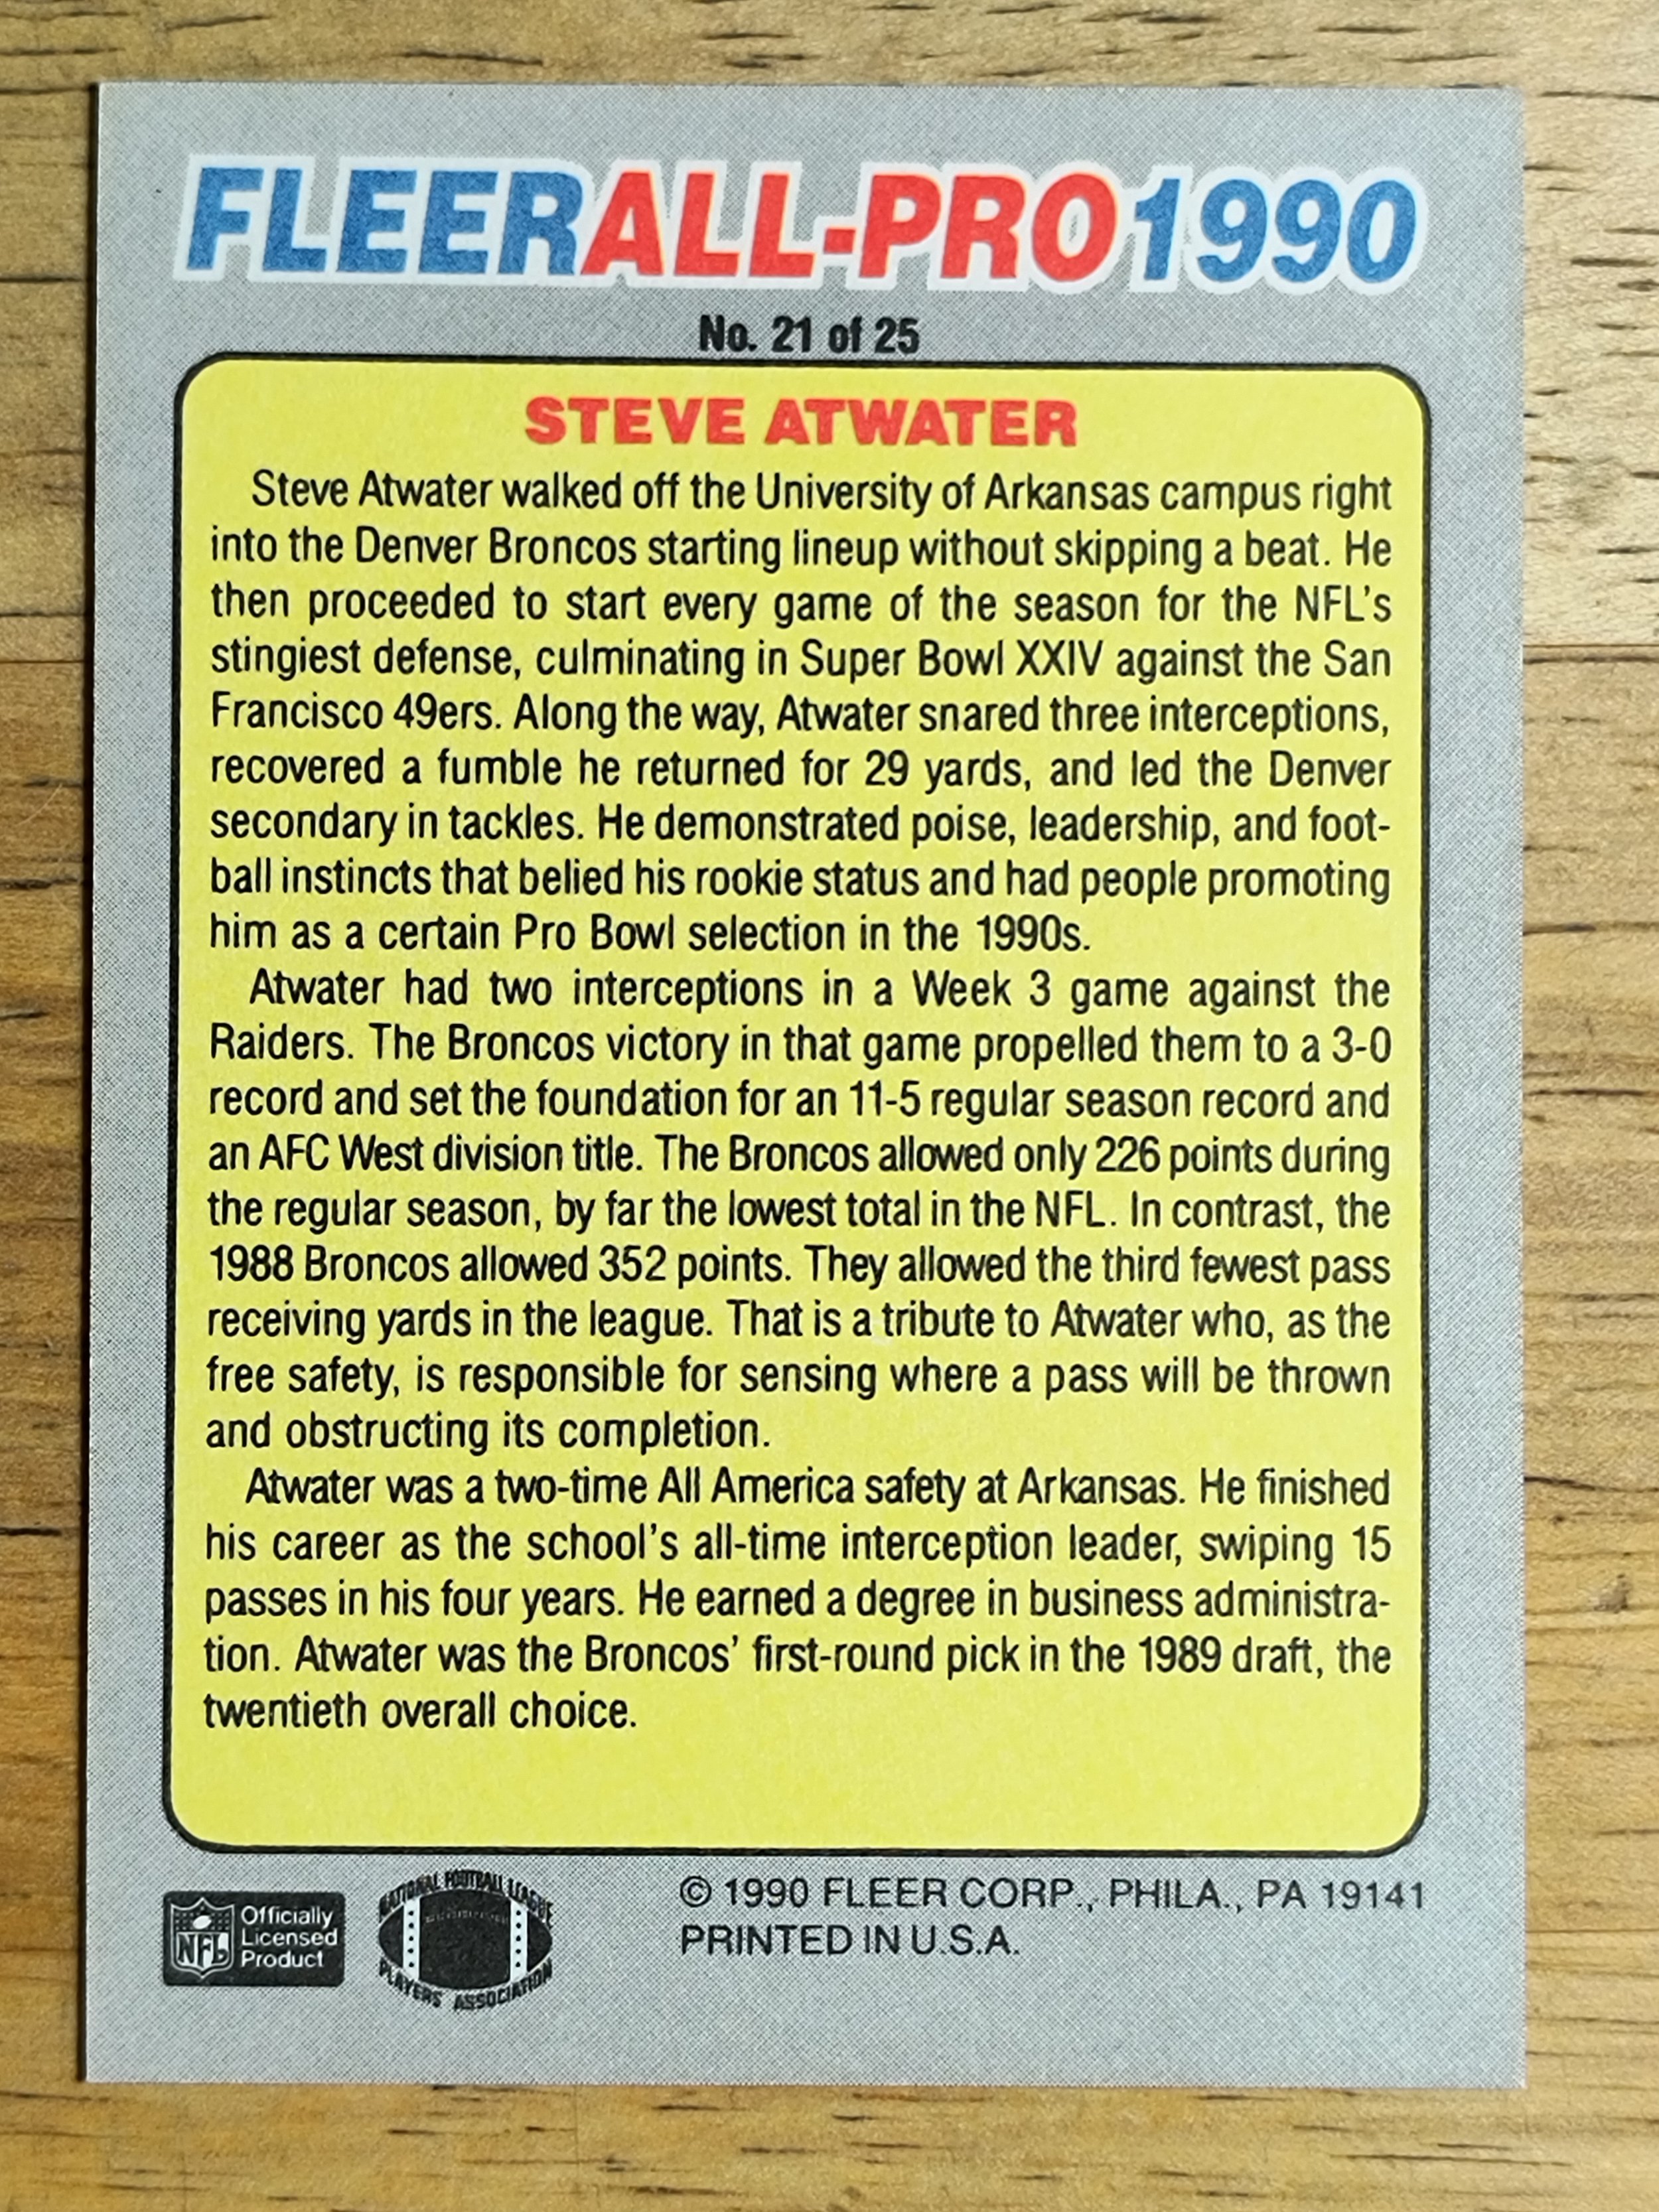 FLEER ALL-PRO 1990
No. 21 of 25
STEVE ATWATER
Steve Atwater walked off the University of Arkansas campus right
into the Denver Broncos starting lineup without skipping a beat. He
then proceeded to start every game of the season for the NFL's
stingiest defense, culminating in Super Bowl XXIV against the San
Francisco 49ers. Along the way, Atwater snared three interceptions,
recovered a fumble he returned for 29 yards, and led the Denver
secondary in tackles. He demonstrated poise, leadership, and foot-
ball instincts that belied his rookie status and had people promoting
him as a certain Pro Bowl selection in the 1990s.
Atwater had two interceptions in a Week 3 game against the
Raiders. The Broncos victory in that game propelled them to a 3-0
record and set the foundation for an 11-5 regular season record and
an AFC West division title. The Broncos allowed only 226 points during
the regular season, by far the lowest total in the NFL. In contrast, the
1988 Broncos allowed 352 points. They allowed the third fewest pass
receiving yards in the league. That is a tribute to Atwater who, as the
free safety, is responsible for sensing where a pass will be thrown
and obstructing its completion.
Atwater was a two-time All America safety at Arkansas. He finished
his career as the school's all-time interception leader, swiping 15
passes in his four years. He earned a degree in business administra-
tion. Atwater was the Broncos' first-round pick in the 1989 draft, the
twentieth overall choice.
NFL
Officially
Licensed
Product
NATIONAL FOOTBALL LEAGUE
PLAYERS ASSOCIATION
© 1990 FLEER CORP., PHILA., PA 19141
PRINTED IN U.S.A.